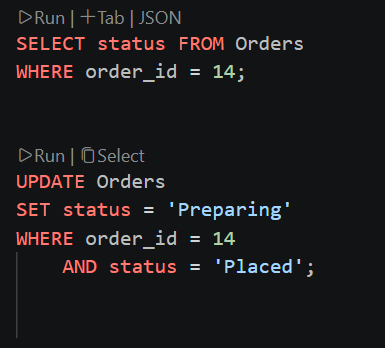 ▷Run | +Tab | JSON
SELECT status FROM Orders
WHERE order_id = 14;
▷Run | Select
UPDATE Orders
SET status = 'Preparing'
WHERE order_id = 14
    AND status = 'Placed';